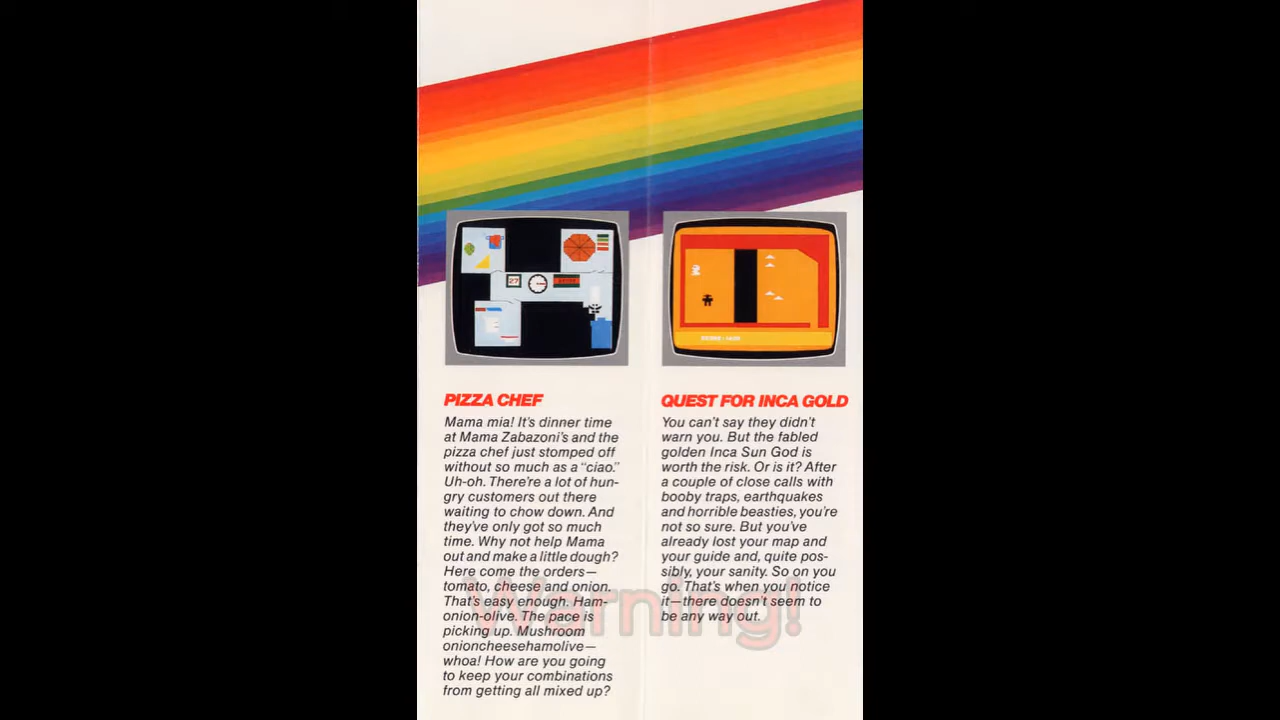 PIZZA CHEF
Mama mia! It's dinner time
at Mama Zabazoni's and the
pizza chef just stomped off
without so much as a "ciao."
Uh-oh. There're a lot of hun-
gry customers out there
waiting to chow down. And
they've only got so much
time. Why not help Mama
out and make a little dough?
Here come the orders—
tomato, cheese and onion.
That's easy enough. Ham-
onion-olive. The pace is
picking up. Mushroom
onioncheesehamolive—
whoa! How are you going
to keep your combinations
from getting all mixed up?
QUEST FOR INCA GOLD
You can't say they didn't
warn you. But the fabled
golden Inca Sun God is
worth the risk. Or is it? After
a couple of close calls with
booby traps, earthquakes
and horrible beasties, you're
not so sure. But you've
already lost your map and
your guide and, quite pos-
sibly, your sanity. So on you
go. That's when you notice
it—there doesn't seem to
be any way out.
Warning!
27